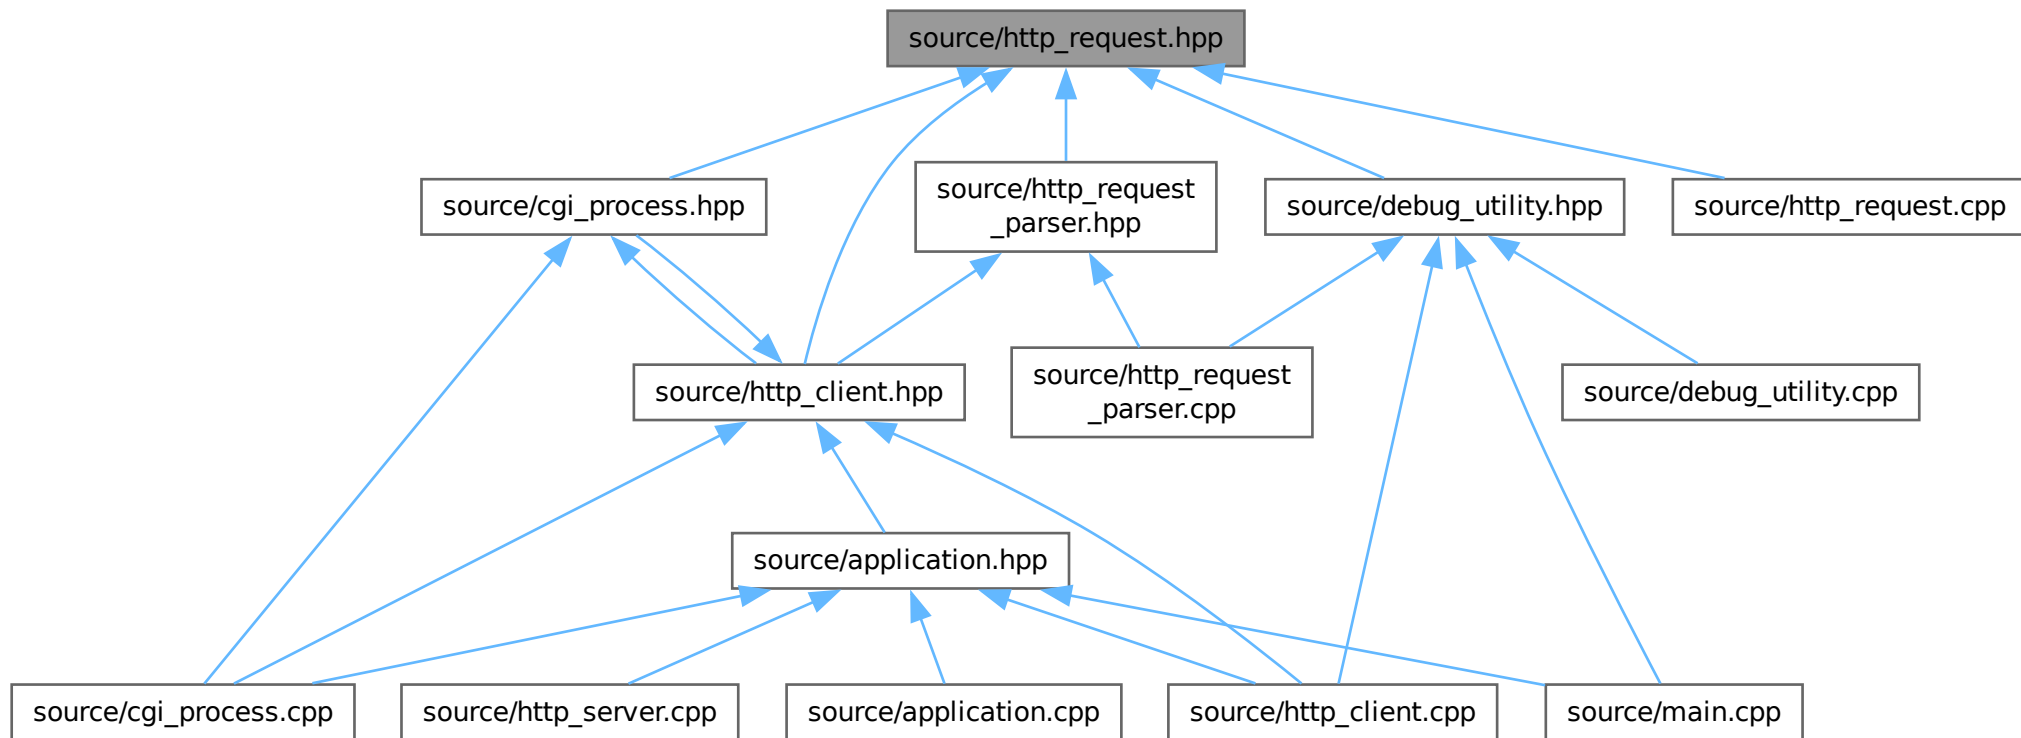 source/http_request.hpp
source/cgi_process.hpp
source/http_request
_parser.hpp
source/debug_utility.hpp
source/http_request.cpp
source/http_client.hpp
source/http_request
_parser.cpp
source/debug_utility.cpp
source/application.hpp
source/cgi_process.cpp
source/http_server.cpp
source/application.cpp
source/http_client.cpp
source/main.cpp